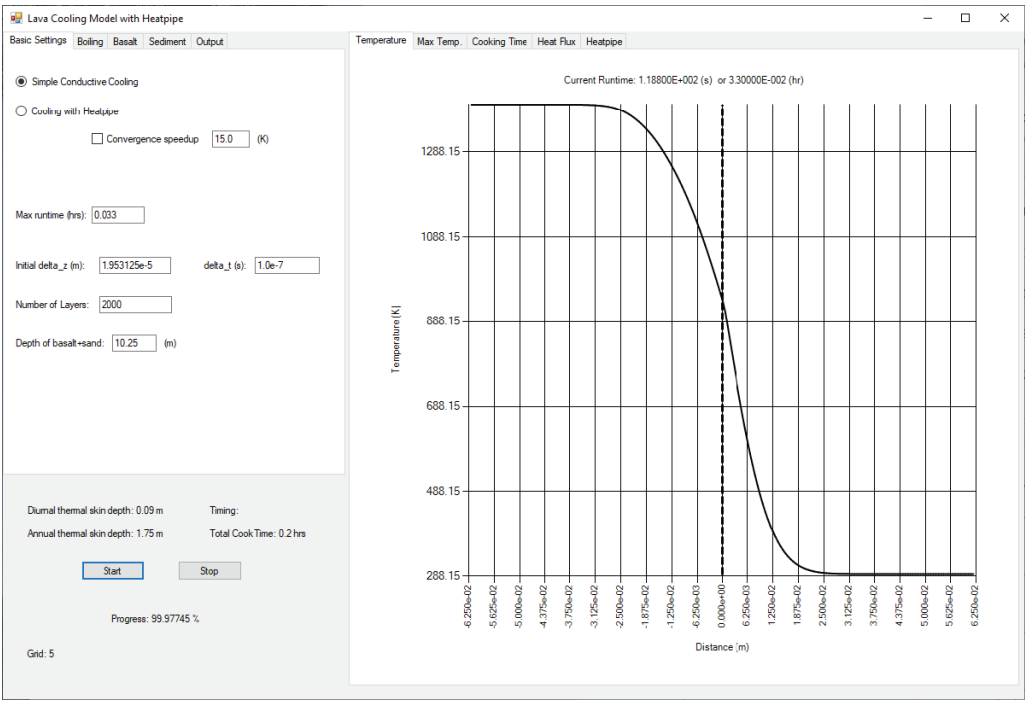 Lava Cooling Model with Heatpipe
Basic Settings Boiling Basalt Sediment Output
Simple Conductive Cooling
Cooling with Heatpipe
Convergence speedup 15.0 (K)
Max runtime (hrs): 0.033
Initial delta_z (m): 1.953125e-5 delta_t (s): 1.0e-7
Number of Layers: 2000
Depth of basalt+sand: 10.25 (m)
Diurnal thermal skin depth: 0.09 m Timing:
Annual thermal skin depth: 1.75 m Total Cook Time: 0.2 hrs
Start Stop
Progress: 99.97745 %
Grid: 5
Temperature Max Temp. Cooking Time Heat Flux Heatpipe
Current Runtime: 1.18800E+002 (s) or 3.30000E-002 (hr)
Temperature [K]
1288.15
1088.15
888.15
688.15
488.15
288.15
-6.250e-02
-5.625e-02
-5.000e-02
-4.375e-02
-3.750e-02
-3.125e-02
-2.500e-02
-1.875e-02
-1.250e-02
-6.250e-03
0.000e+00
6.250e-03
1.250e-02
1.875e-02
2.500e-02
3.125e-02
3.750e-02
4.375e-02
5.000e-02
5.625e-02
6.250e-02
Distance (m)